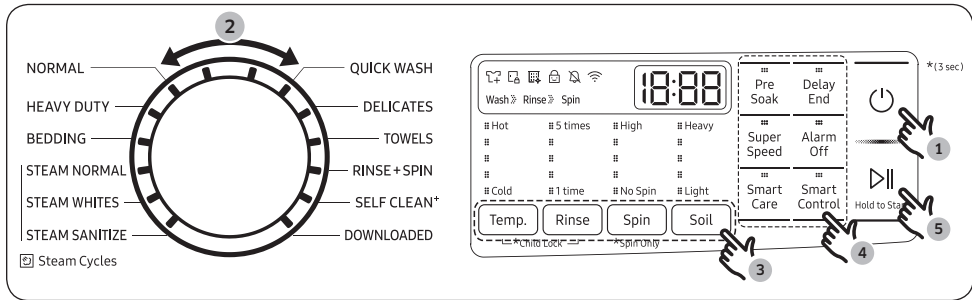 2
NORMAL
QUICK WASH
HEAVY DUTY
DELICATES
BEDDING
TOWELS
STEAM NORMAL
RINSE+SPIN
STEAM WHITES
SELF CLEAN+
STEAM SANITIZE
DOWNLOADED
Steam Cycles
18:88
Wash Rinse Spin
Hot 5 times High Heavy
Cold 1 time No Spin Light
Temp. Rinse Spin Soil
*Child Lock *Spin Only
3
Pre Soak
Delay End
Super Speed
Alarm Off
Smart Care
Smart Control
4
*(3 sec)
1
Hold to Start
5